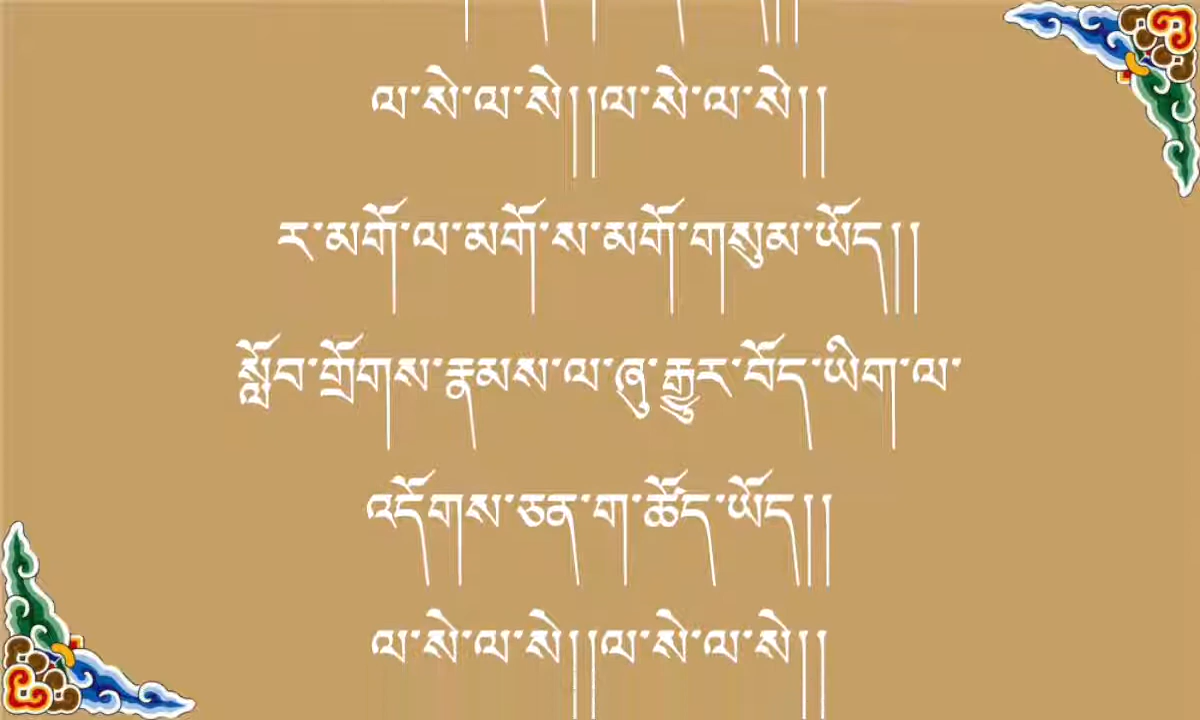 ལ་སེ་ལ་སེ།།ལ་སེ་ལ་སེ།།
ར་མགོ་ལ་མགོ་ས་མགོ་གསུམ་ཡོད།།
སློབ་གྲོགས་རྣམས་ལ་ཞུ་རྒྱུར་བོད་ཡིག་ལ་
འདོགས་ཅན་ག་ཚོད་ཡོད།།
ལ་སེ་ལ་སེ།།ལ་སེ་ལ་སེ།།